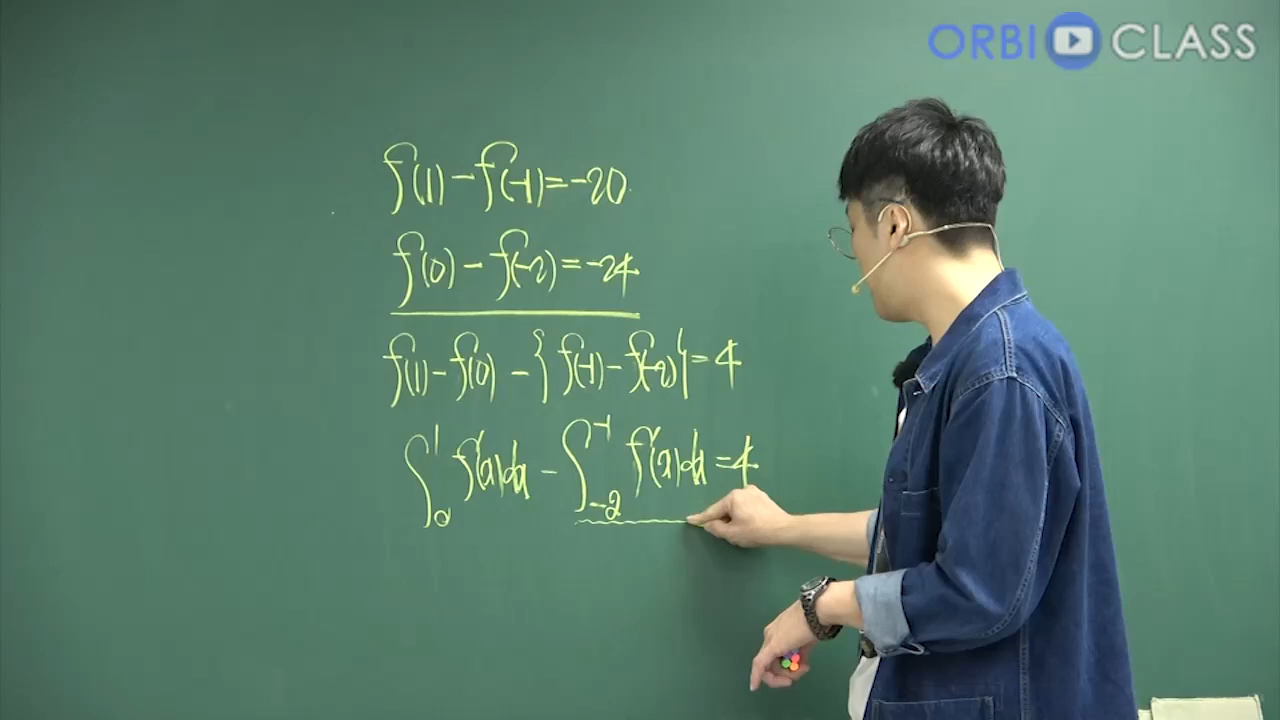 ORBI CLASS
f(1)-f(-1)=-20
f(0)-f(-2)=-24
f(1)-f(0)-{f(-1)-f(-2)}=4
∫₀¹ f'(x)dx - ∫₋₂⁻¹ f'(x)dx = 4